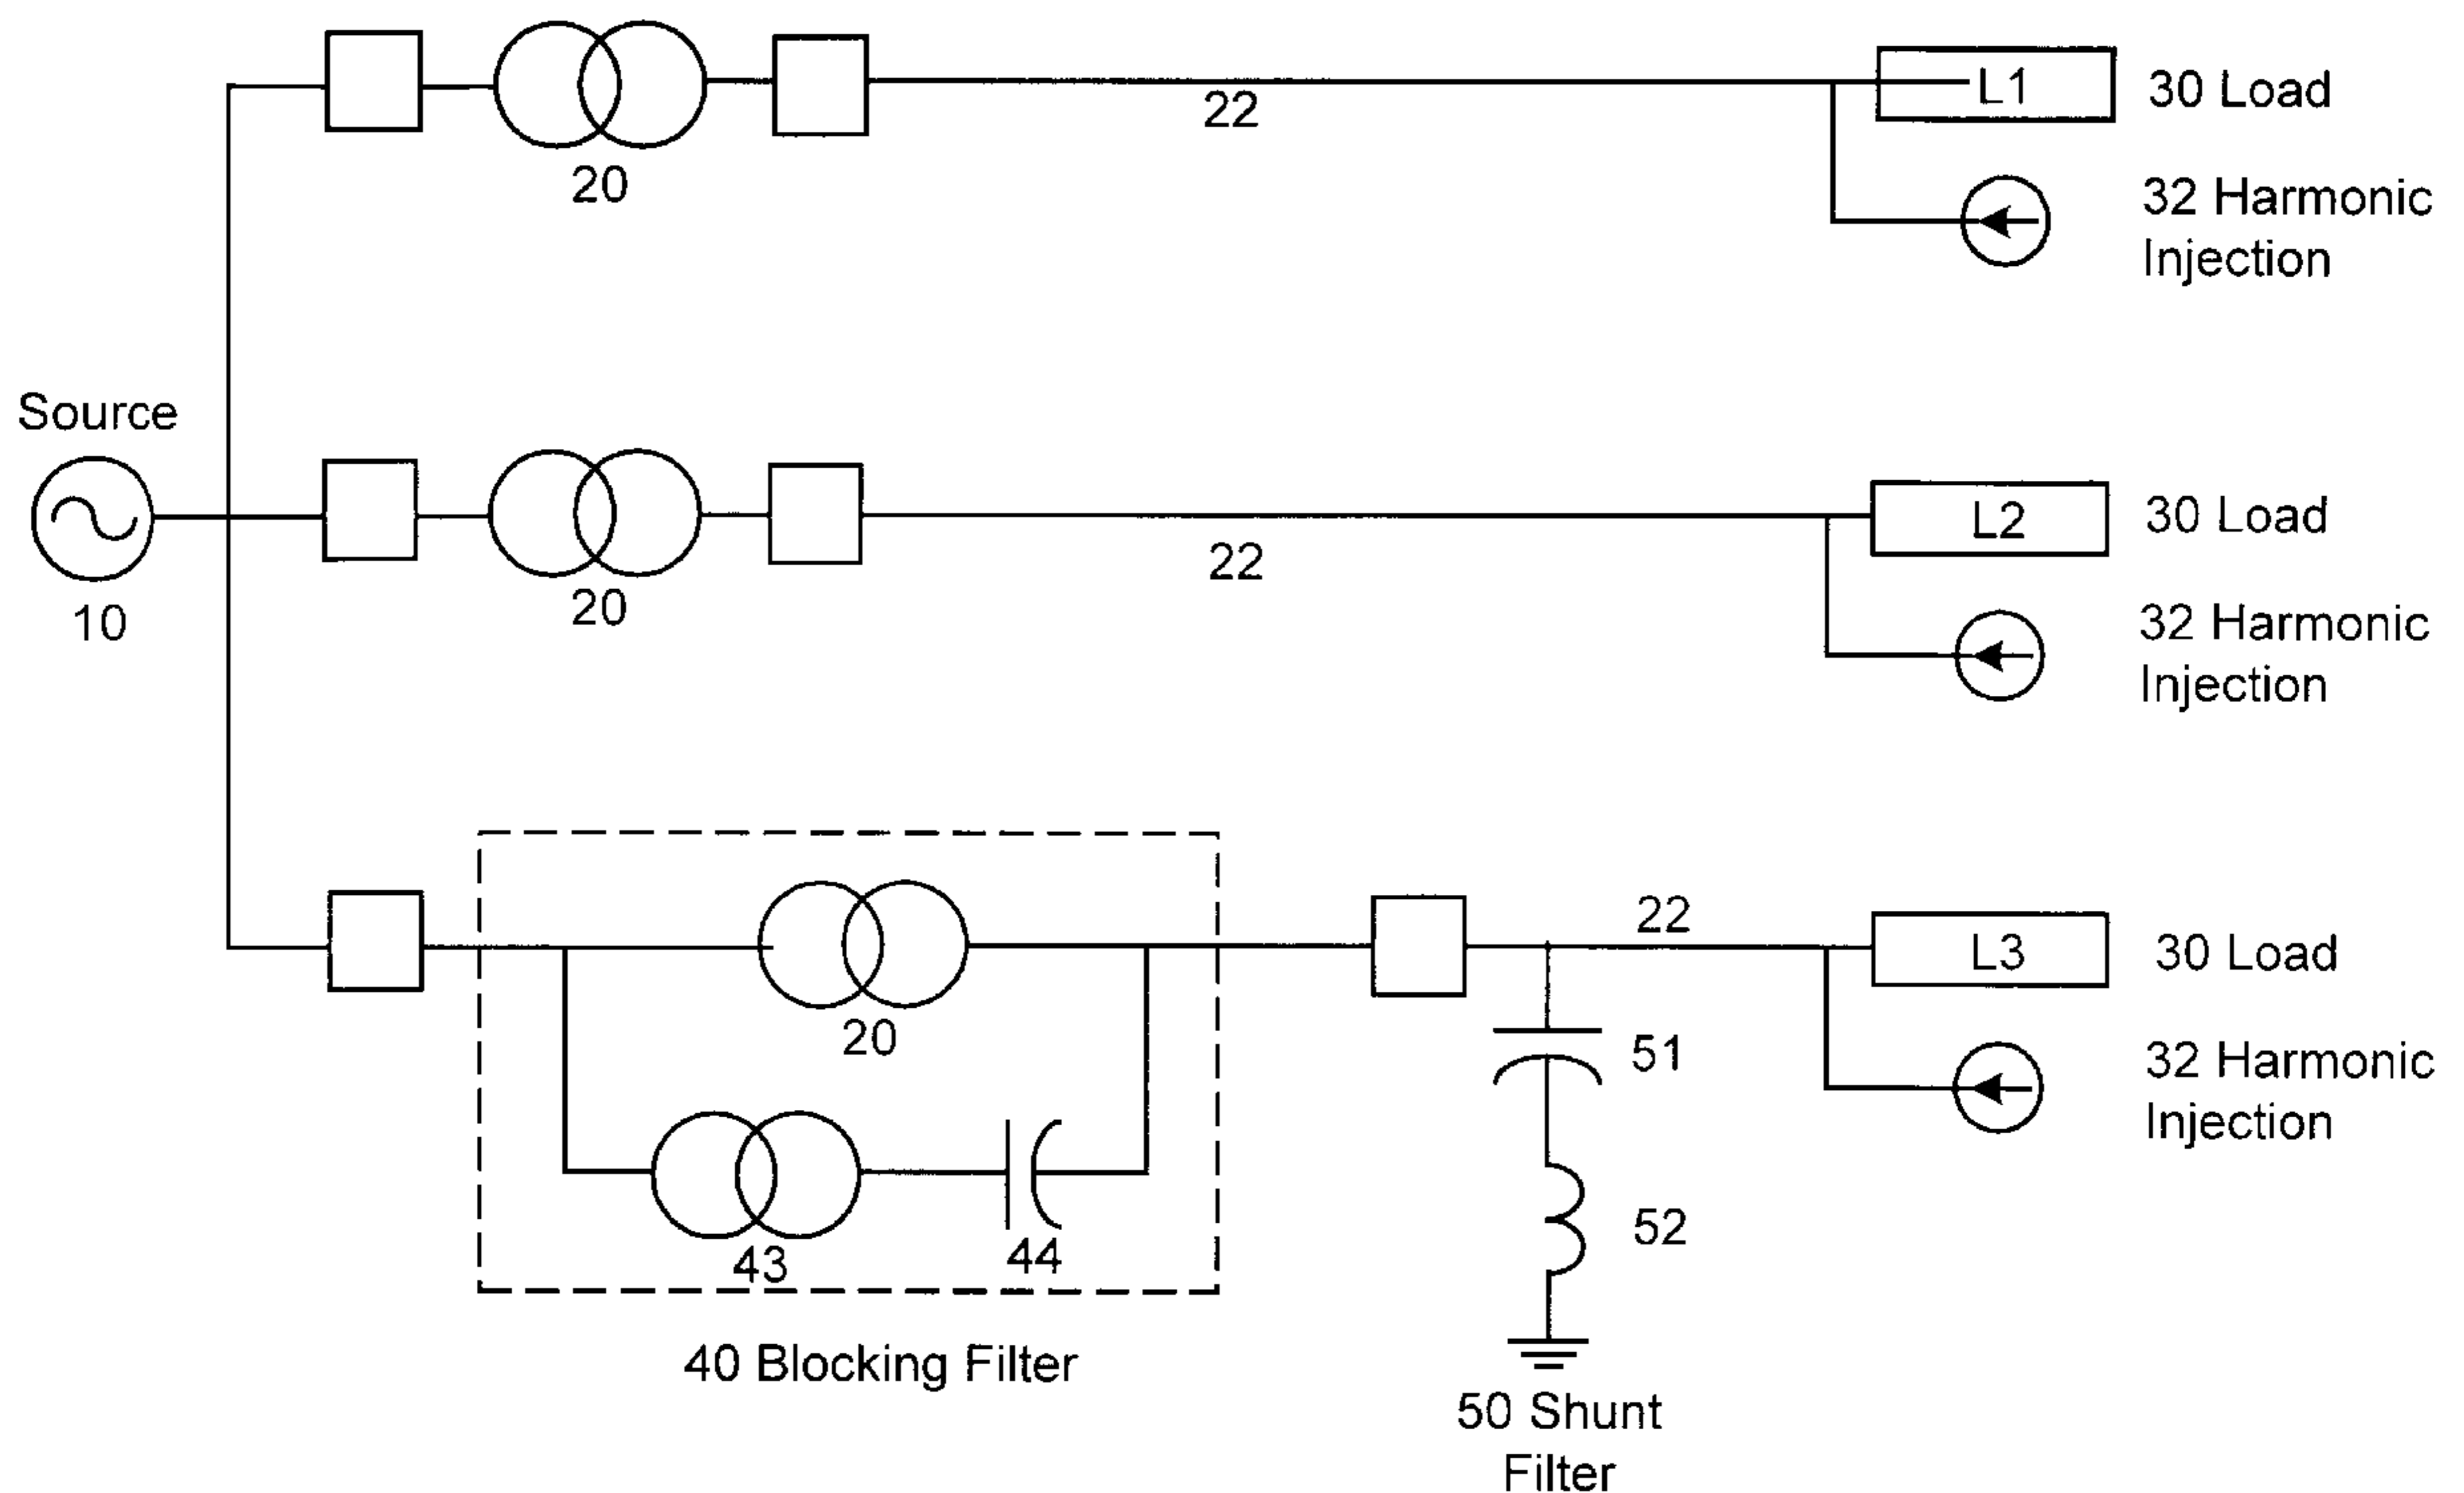 L1
30 Load
22
20
32 Harmonic
Injection
Source
10
L2
30 Load
22
20
32 Harmonic
Injection
22
L3
30 Load
20
51
32 Harmonic
Injection
43
44
52
40 Blocking Filter
50 Shunt
Filter